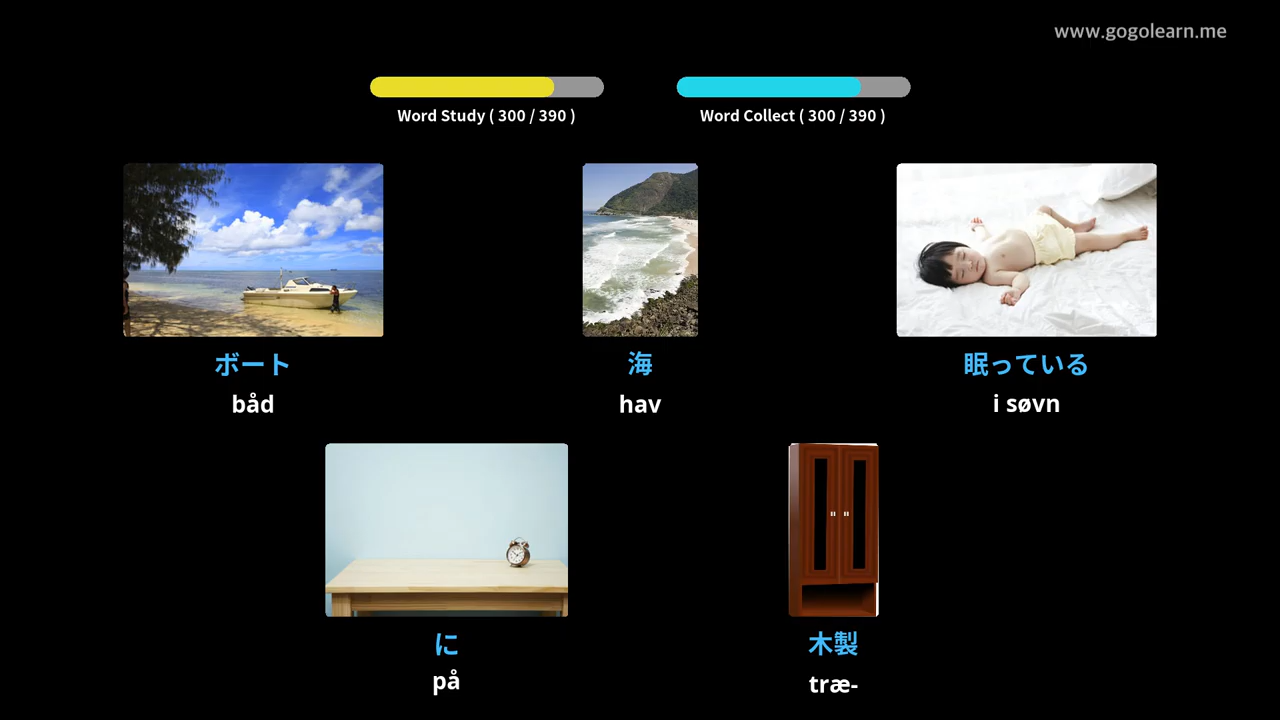 www.gogolearn.me
Word Study ( 300 / 390 )
Word Collect ( 300 / 390 )
ボート
båd
海
hav
眠っている
i søvn
に
på
木製
træ-